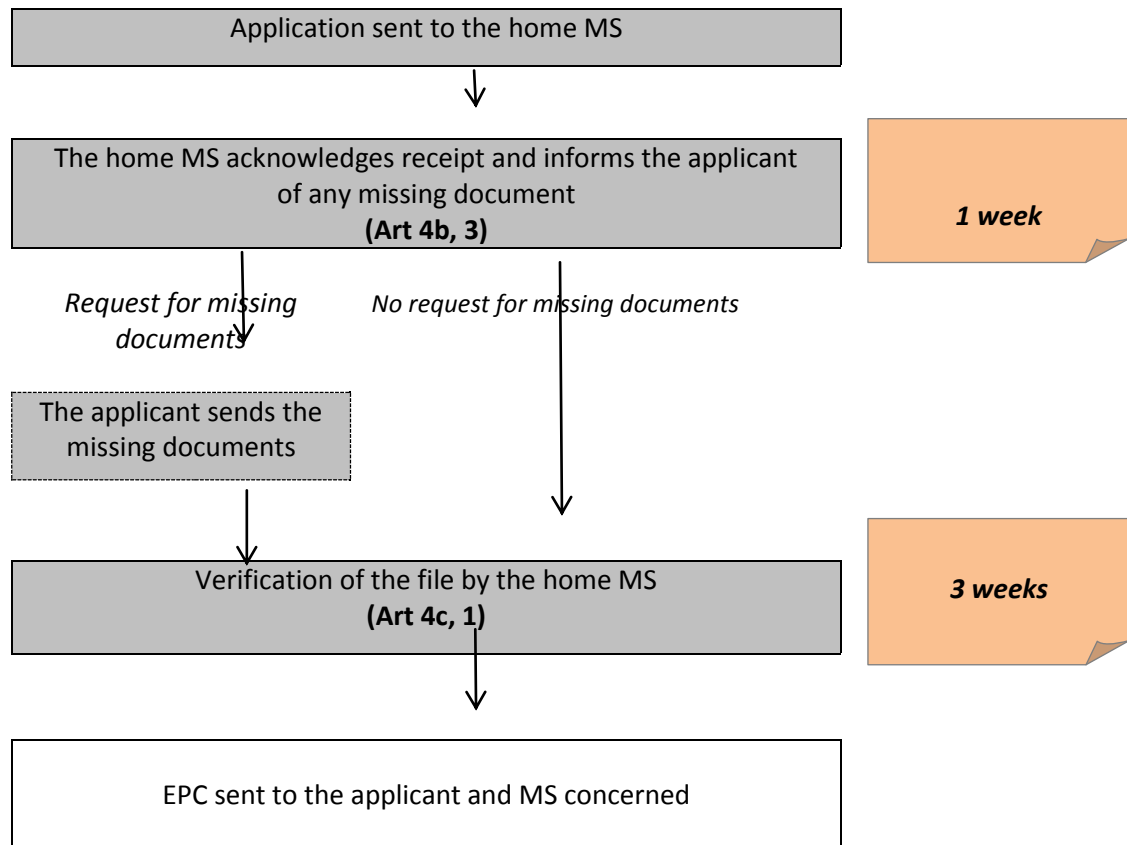 Application sent to the home MS
The home MS acknowledges receipt and informs the applicant
of any missing document
(Art 4b, 3)
1 week
Request for missing
documents
No request for missing documents
The applicant sends the
missing documents
Verification of the file by the home MS
(Art 4c, 1)
3 weeks
EPC sent to the applicant and MS concerned